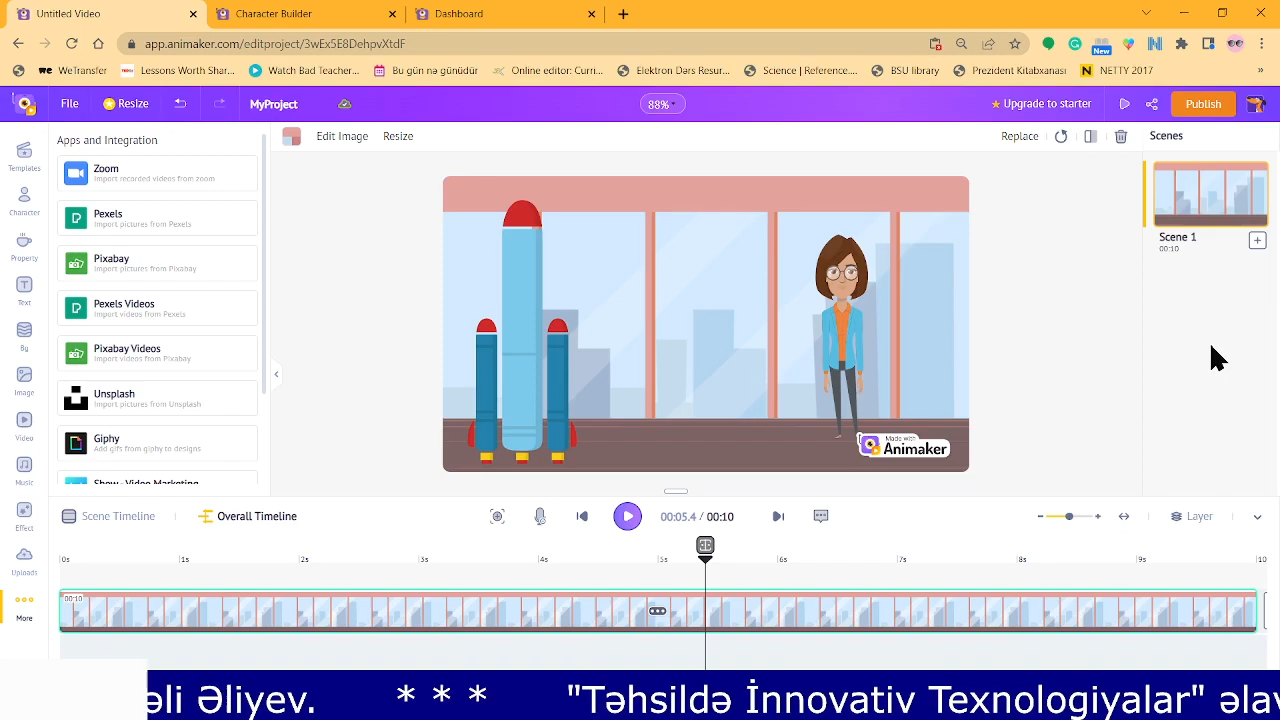 Untitled Video
Character Builder
Dashboard
app.animaker.com/editproject/3wEx5E8DehpvXtdF
New
WeTransfer
Lessons Worth Shar...
Watch Bad Teacher...
Bu gün nə günüdür
Online editor: Curri...
Elektron Dars Resur...
Science | Reference...
BSU library
Prezident Kitabxanası
NETTY 2017
»
File
Resize
MyProject
88%
Upgrade to starter
Publish
Apps and Integration
Edit Image
Resize
Replace
Scenes
Templates
Character
Property
Text
Bg
Image
Video
Music
Effect
Uploads
More
Zoom
Import recorded videos from zoom
Pexels
Import pictures from Pexels
Pixabay
Import pictures from Pixabay
Pexels Videos
Import videos from Pexels
Pixabay Videos
Import videos from Pixabay
Unsplash
Import pictures from Unsplash
Giphy
Add gifs from giphy to designs
Show - Video Marketing
Made with
Animaker
Scene 1
00:10
Scene Timeline
Overall Timeline
00:05.4 / 00:10
Layer
0s 1s 2s 3s 4s 5s 6s 7s 8s 9s 10
00:10
əli Əliyev. * * * "Təhsildə İnnovativ Texnologiyalar" əlav